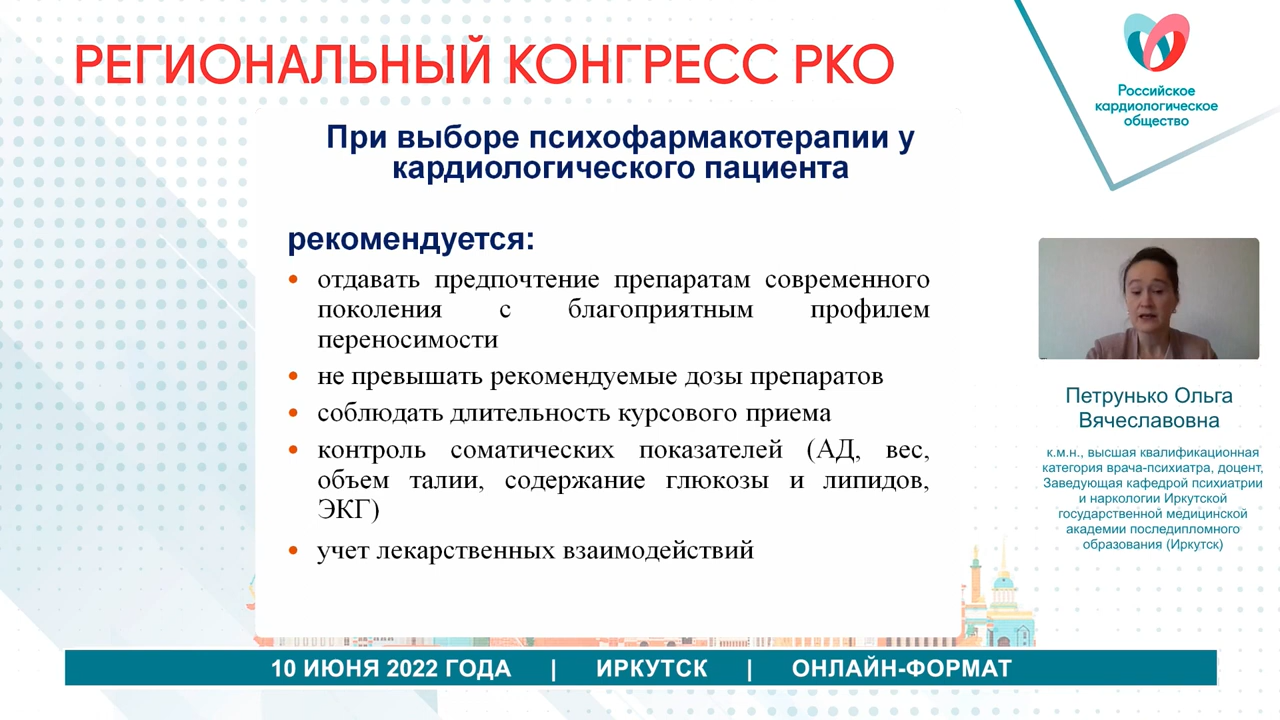 РЕГИОНАЛЬНЫЙ КОНГРЕСС РКО
Российское
кардиологическое
общество
При выборе психофармакотерапии у
кардиологического пациента
рекомендуется:
• отдавать предпочтение препаратам современного
поколения с благоприятным профилем
переносимости
• не превышать рекомендуемые дозы препаратов
• соблюдать длительность курсового приема
• контроль соматических показателей (АД, вес,
объем талии, содержание глюкозы и липидов,
ЭКГ)
• учет лекарственных взаимодействий
Петрунько Ольга
Вячеславовна
к.м.н., высшая квалификационная
категория врача-психиатра, доцент,
Заведующая кафедрой психиатрии
и наркологии Иркутской
государственной медицинской
академии последипломного
образования (Иркутск)
10 ИЮНЯ 2022 ГОДА | ИРКУТСК | ОНЛАЙН-ФОРМАТ